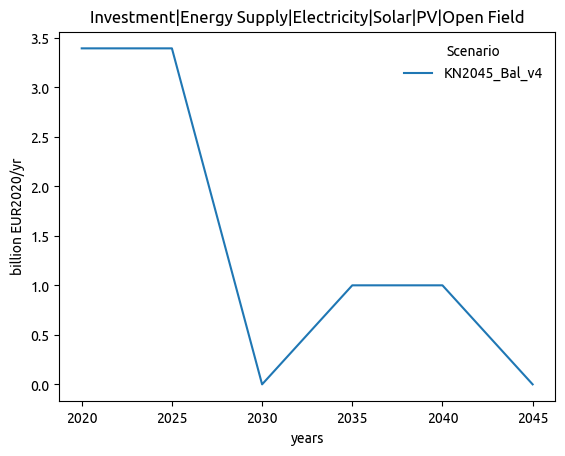 Investment|Energy Supply|Electricity|Solar|PV|Open Field
Scenario
KN2045_Bal_v4
billion EUR2020/yr
3.5
3.0
2.5
2.0
1.5
1.0
0.5
0.0
2020 2025 2030 2035 2040 2045
years